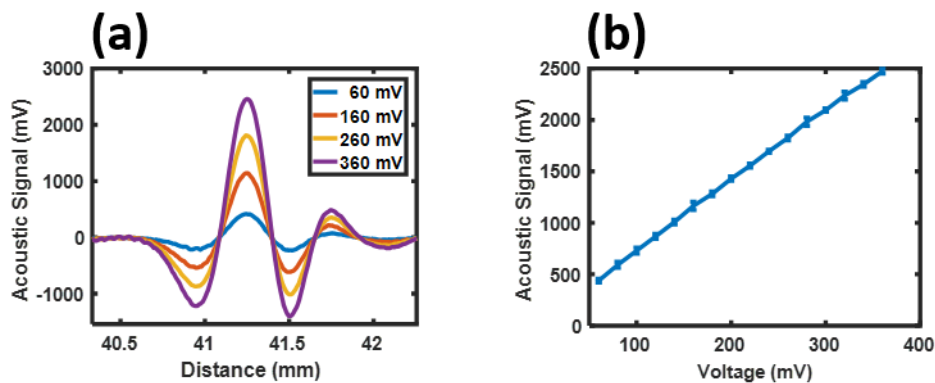 (a)
3000
2000
1000
0
-1000
Acoustic Signal (mV)
60 mV
160 mV
260 mV
360 mV
40.5 41 41.5 42
Distance (mm)
(b)
2500
2000
1500
1000
500
0
Acoustic Signal (mV)
100 200 300 400
Voltage (mV)